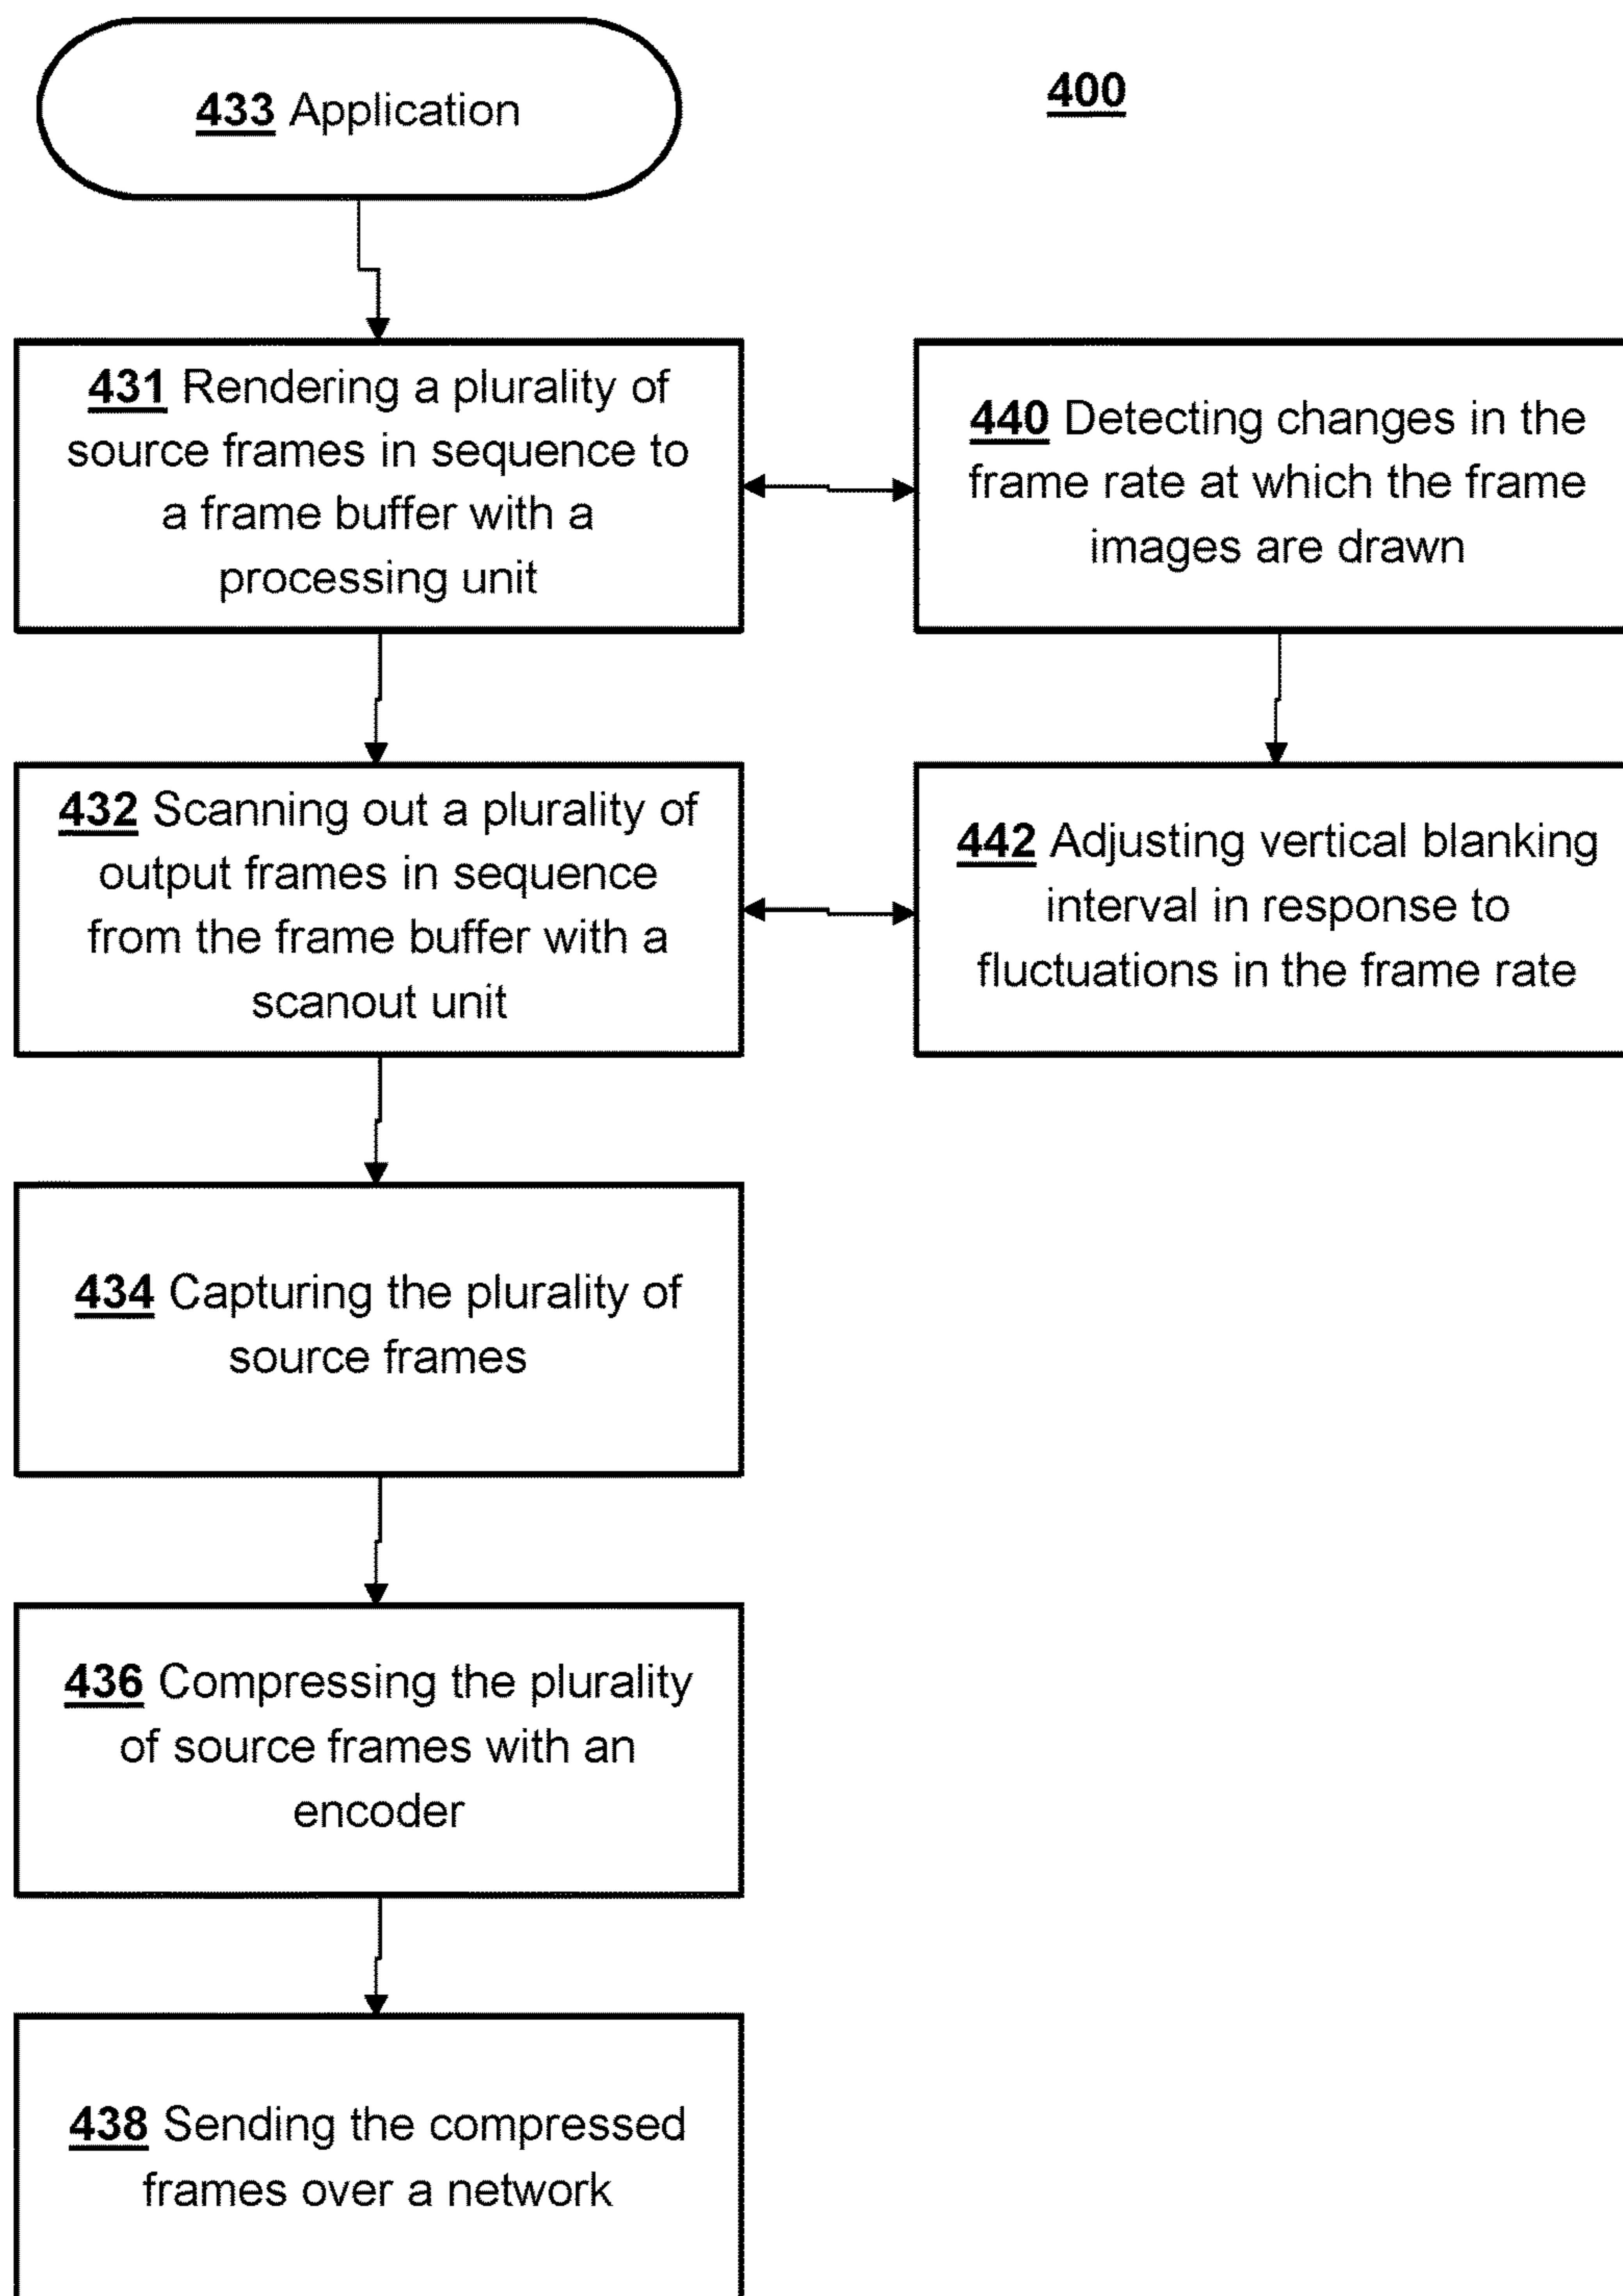 433 Application
400
431 Rendering a plurality of
source frames in sequence to
a frame buffer with a
processing unit
440 Detecting changes in the
frame rate at which the frame
images are drawn
432 Scanning out a plurality of
output frames in sequence
from the frame buffer with a
scanout unit
442 Adjusting vertical blanking
interval in response to
fluctuations in the frame rate
434 Capturing the plurality of
source frames
436 Compressing the plurality
of source frames with an
encoder
438 Sending the compressed
frames over a network